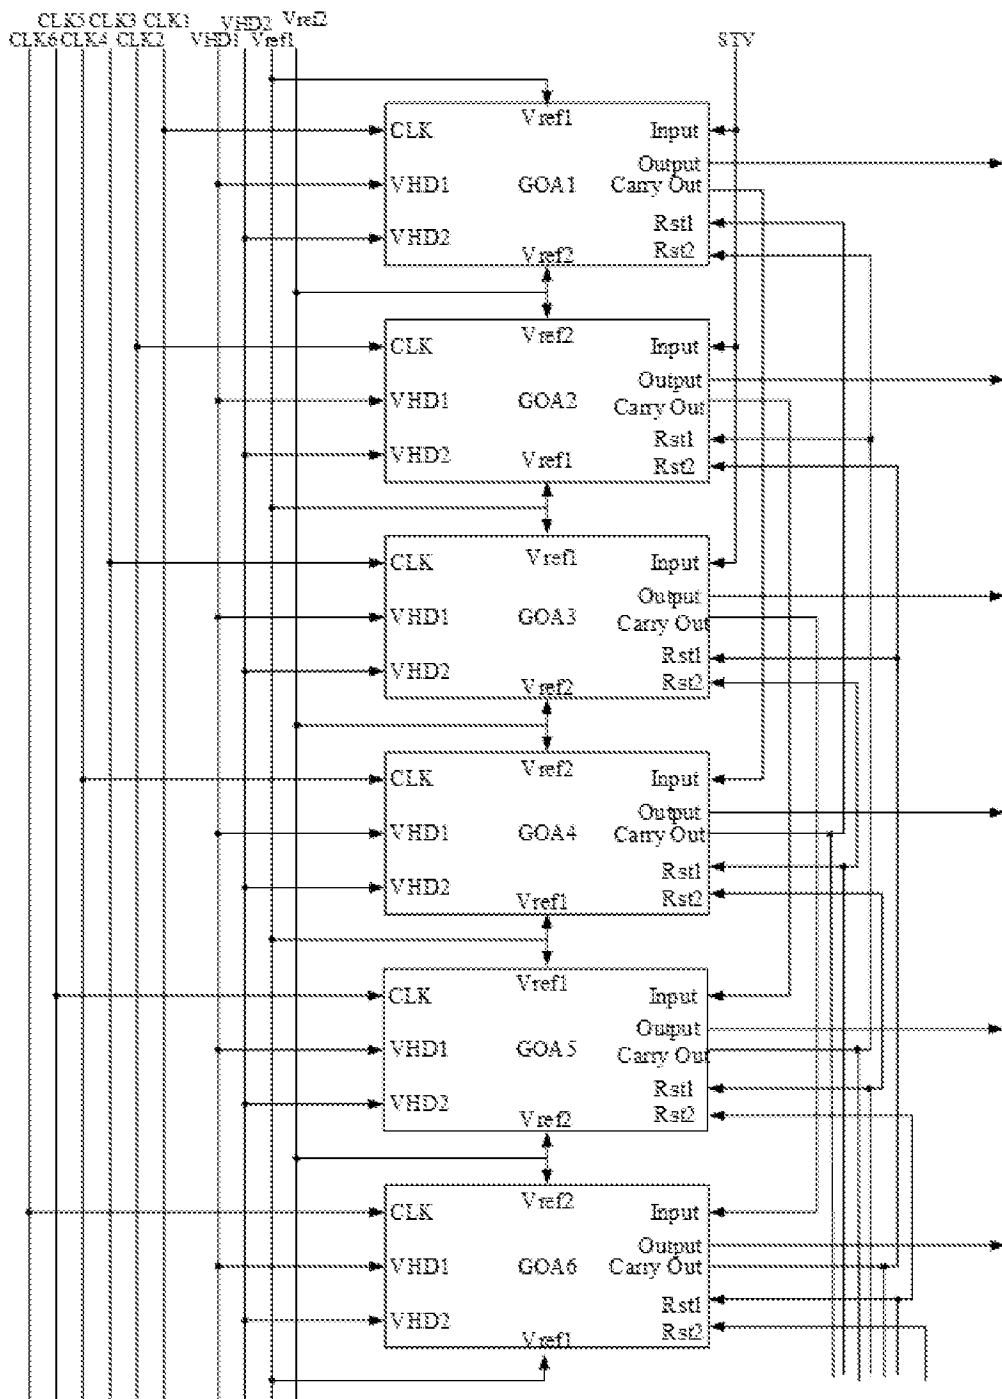 CLK5 CLK3 CLK1 VHD2 Vref2
CLK6 CLK4 CLK2 VHD1 Vref1 STV
Vref1
CLK Input
Output
VHD1 GOA1 Carry Out
Rst1
VHD2 Rst2
Vref2
Vref2
CLK Input
Output
VHD1 GOA2 Carry Out
Rst1
VHD2 Vref1 Rst2
Vref1
CLK Input
Output
VHD1 GOA3 Carry Out
Rst1
VHD2 Rst2
Vref2
Vref2
CLK Input
Output
VHD1 GOA4 Carry Out
Rst1
VHD2 Rst2
Vref1
Vref1
CLK Input
Output
VHD1 GOA5 Carry Out
Rst1
VHD2 Rst2
Vref2
Vref2
CLK Input
Output
VHD1 GOA6 Carry Out
Rst1
VHD2 Rst2
Vref1